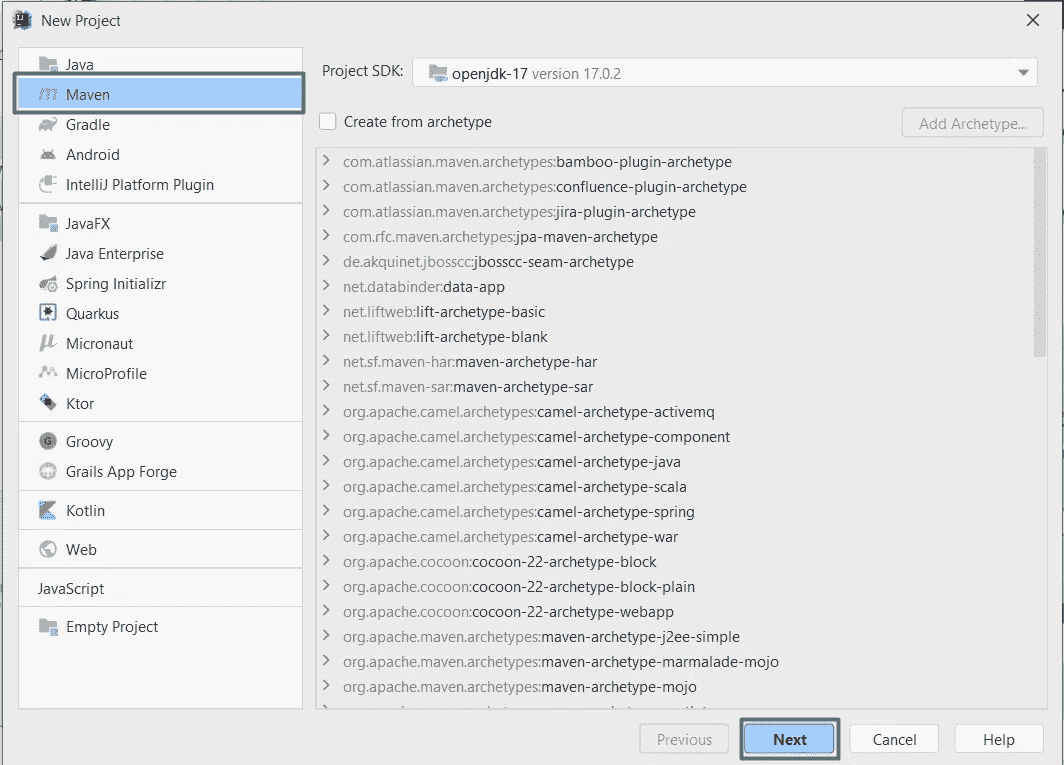 New Project
Java
Maven
Gradle
Android
IntelliJ Platform Plugin
JavaFX
Java Enterprise
Spring Initializr
Quarkus
Micronaut
MicroProfile
Ktor
Groovy
Grails App Forge
Kotlin
Web
JavaScript
Empty Project
Project SDK: openjdk-17 version 17.0.2
Create from archetype
Add Archetype...
com.atlassian.maven.archetypes:bamboo-plugin-archetype
com.atlassian.maven.archetypes:confluence-plugin-archetype
com.atlassian.maven.archetypes:jira-plugin-archetype
com.rfc.maven.archetypes:jpa-maven-archetype
de.akquinet.jbosscc:jbosscc-seam-archetype
net.databinder:data-app
net.liftweb:lift-archetype-basic
net.liftweb:lift-archetype-blank
net.sf.maven-har:maven-archetype-har
net.sf.maven-sar:maven-archetype-sar
org.apache.camel.archetypes:camel-archetype-activemq
org.apache.camel.archetypes:camel-archetype-component
org.apache.camel.archetypes:camel-archetype-java
org.apache.camel.archetypes:camel-archetype-scala
org.apache.camel.archetypes:camel-archetype-spring
org.apache.camel.archetypes:camel-archetype-war
org.apache.cocoon:cocoon-22-archetype-block
org.apache.cocoon:cocoon-22-archetype-block-plain
org.apache.cocoon:cocoon-22-archetype-webapp
org.apache.maven.archetypes:maven-archetype-j2ee-simple
org.apache.maven.archetypes:maven-archetype-marmalade-mojo
org.apache.maven.archetypes:maven-archetype-mojo
Previous
Next
Cancel
Help